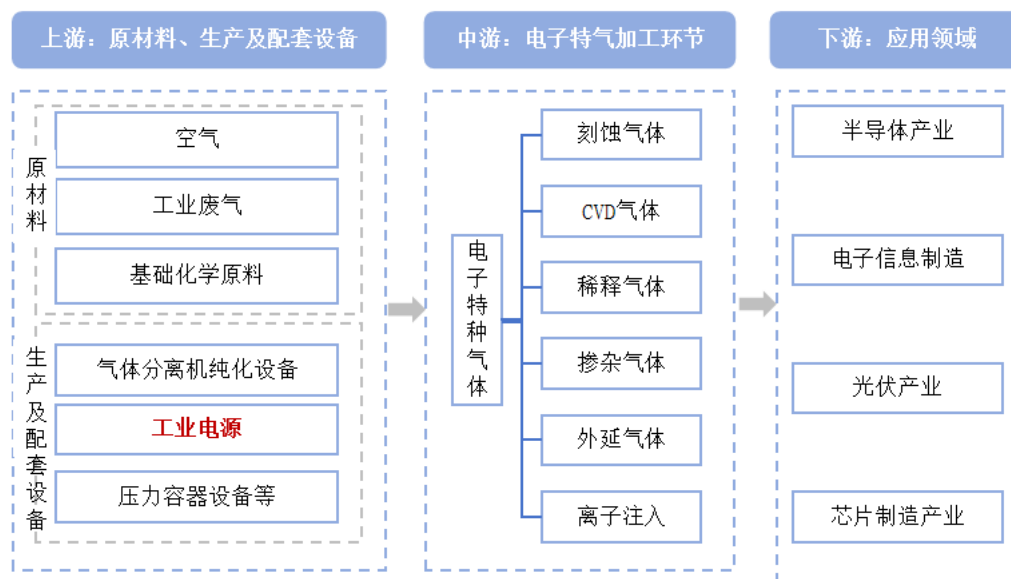 上游：原材料、生产及配套设备
原材料
空气
工业废气
基础化学原料
生产及配套设备
气体分离机纯化设备
工业电源
压力容器设备等
中游：电子特气加工环节
电子特种气体
刻蚀气体
CVD气体
稀释气体
掺杂气体
外延气体
离子注入
下游：应用领域
半导体产业
电子信息制造
光伏产业
芯片制造产业